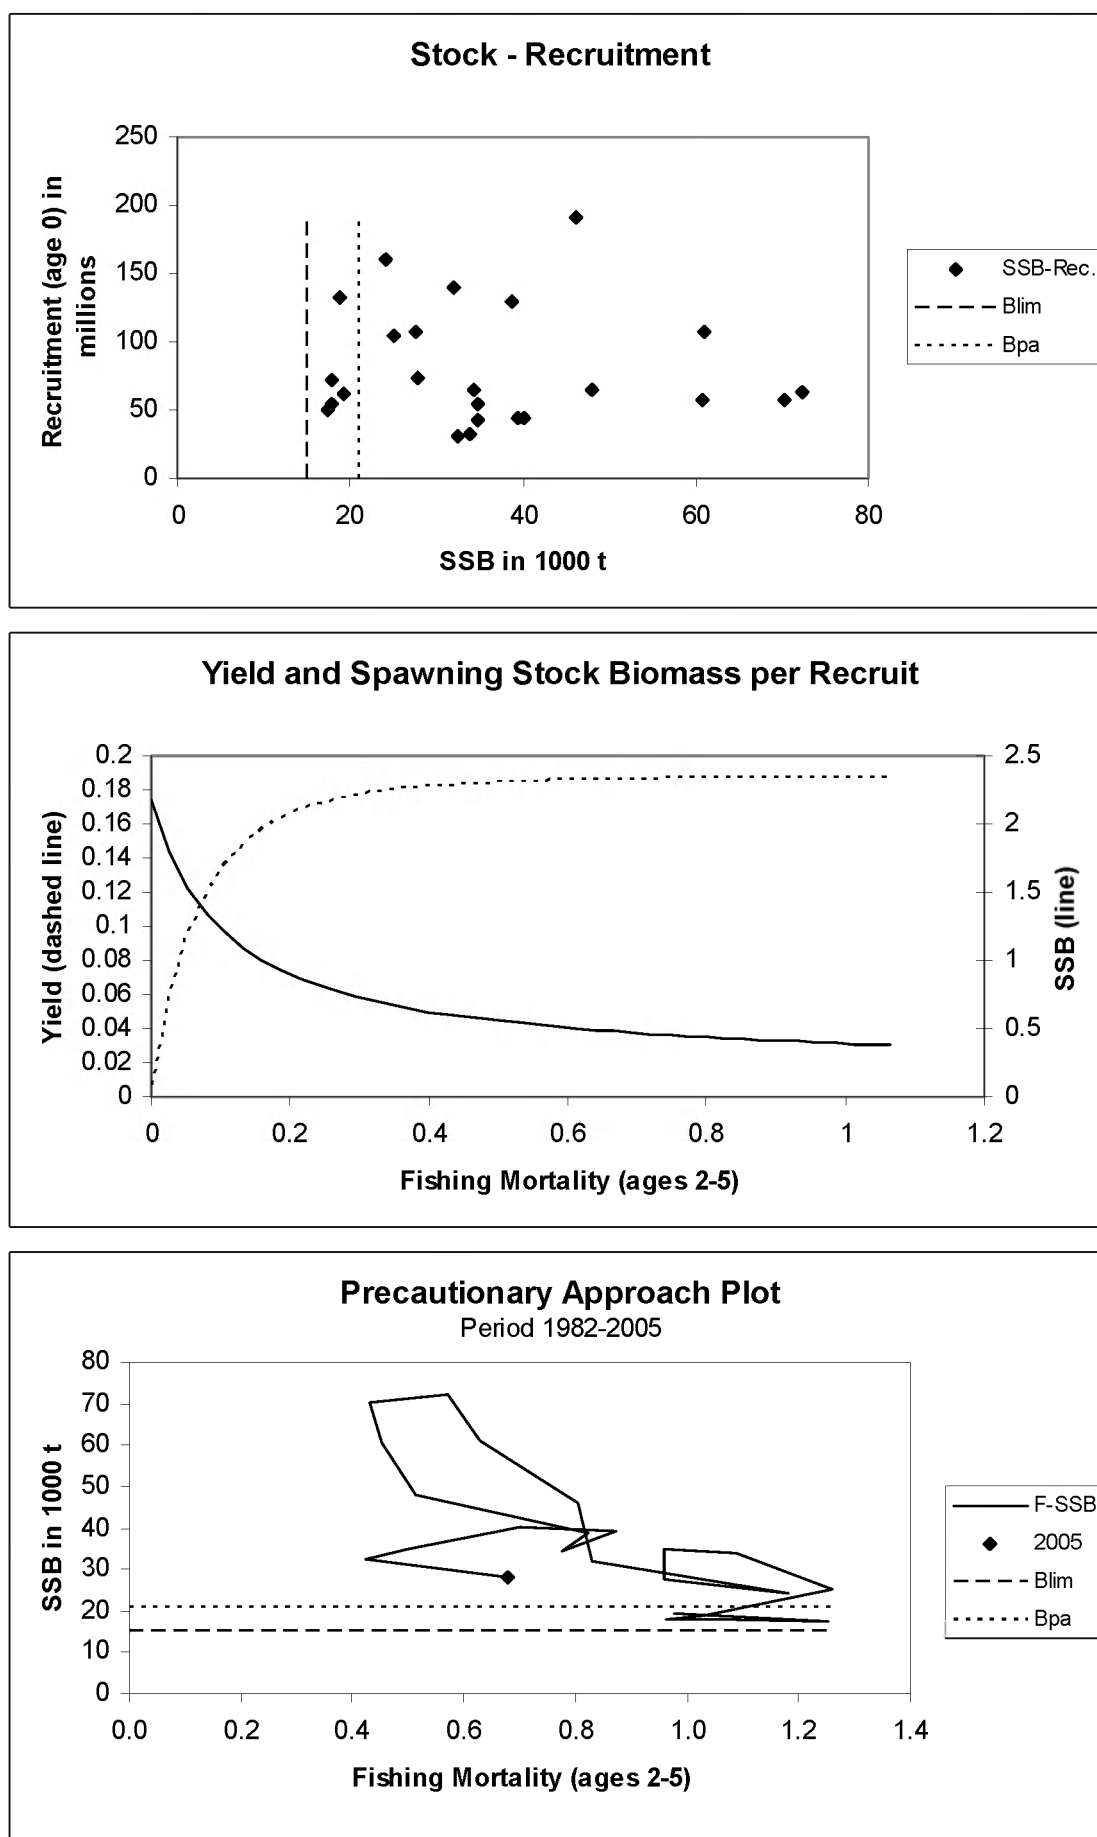 Stock - Recruitment
250
200
150
100
50
0
Recruitment (age 0) in
millions
0 20 40 60 80
SSB in 1000 t
SSB-Rec.
Blim
Bpa
Yield and Spawning Stock Biomass per Recruit
0.2
0.18
0.16
0.14
0.12
0.1
0.08
0.06
0.04
0.02
0
Yield (dashed line)
2.5
2
1.5
1
0.5
0
SSB (line)
0 0.2 0.4 0.6 0.8 1 1.2
Fishing Mortality (ages 2-5)
Precautionary Approach Plot
Period 1982-2005
80
70
60
50
40
30
20
10
0
SSB in 1000 t
0.0 0.2 0.4 0.6 0.8 1.0 1.2 1.4
Fishing Mortality (ages 2-5)
F-SSB
2005
Blim
Bpa